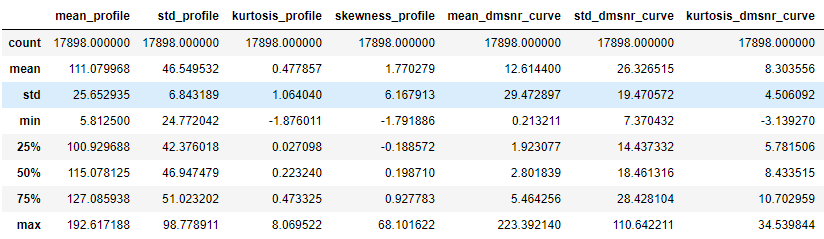 mean_profile std_profile kurtosis_profile skewness_profile mean_dmsnr_curve std_dmsnr_curve kurtosis_dmsnr_curve
count 17898.000000 17898.000000 17898.000000 17898.000000 17898.000000 17898.000000 17898.000000
mean 111.079968 46.549532 0.477857 1.770279 12.614400 26.326515 8.303556
std 25.652935 6.843189 1.064040 6.167913 29.472897 19.470572 4.506092
min 5.812500 24.772042 -1.876011 -1.791886 0.213211 7.370432 -3.139270
25% 100.929688 42.376018 0.027098 -0.188572 1.923077 14.437332 5.781506
50% 115.078125 46.947479 0.223240 0.198710 2.801839 18.461316 8.433515
75% 127.085938 51.023202 0.473325 0.927783 5.464256 28.428104 10.702959
max 192.617188 98.778911 8.069522 68.101622 223.392140 110.642211 34.539844